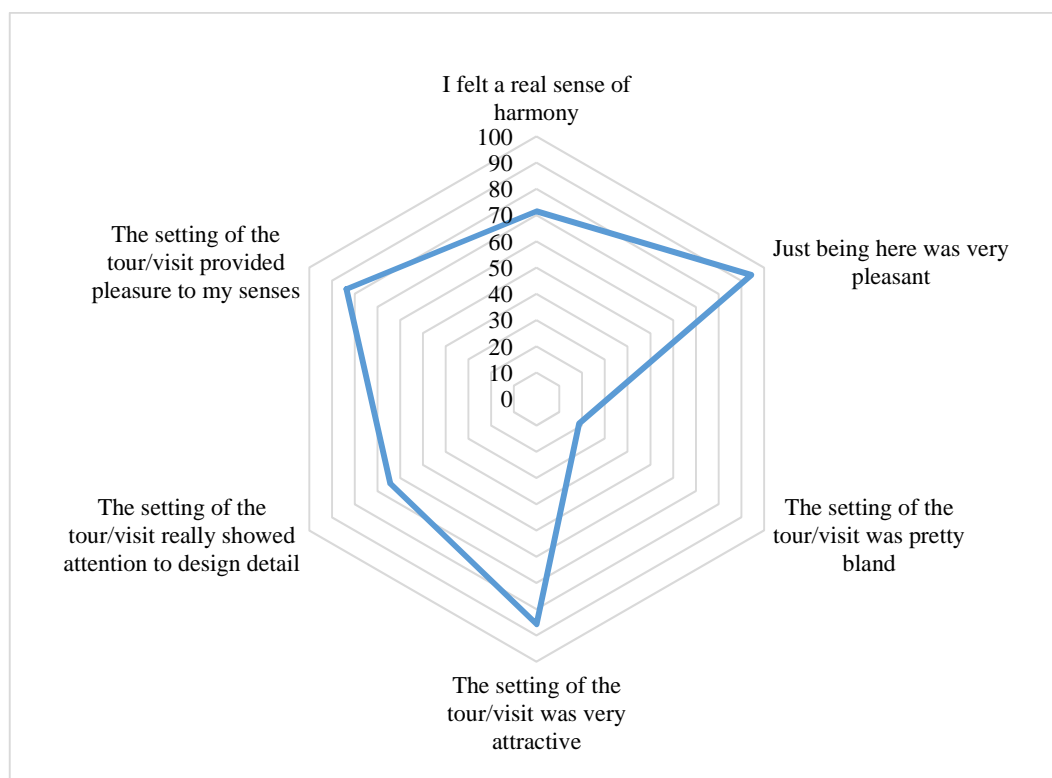 I felt a real sense of
harmony
100
90
80
70
60
50
40
30
20
10
0
Just being here was very
pleasant
The setting of the
tour/visit was pretty
bland
The setting of the
tour/visit was very
attractive
The setting of the
tour/visit really showed
attention to design detail
The setting of the
tour/visit provided
pleasure to my senses